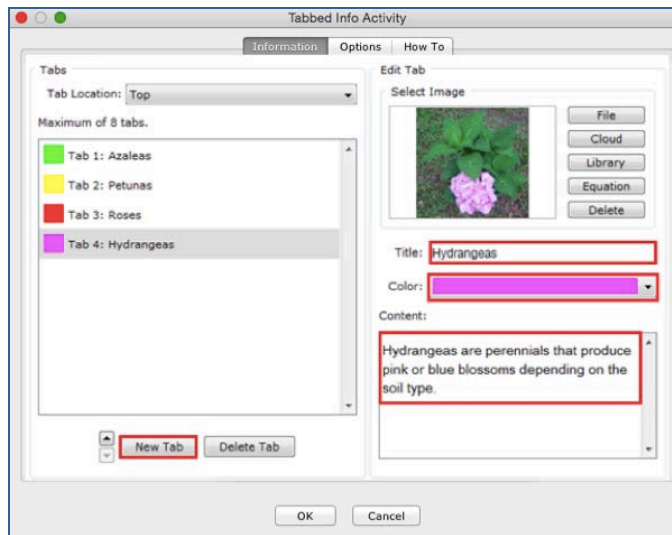 Tabbed Info Activity
Information Options How To
Tabs
Tab Location: Top
Maximum of 8 tabs.
Tab 1: Azaleas
Tab 2: Petunas
Tab 3: Roses
Tab 4: Hydrangeas
New Tab Delete Tab
Edit Tab
Select Image
File
Cloud
Library
Equation
Delete
Title: Hydrangeas
Color:
Content:
Hydrangeas are perennials that produce
pink or blue blossoms depending on the
soil type.
OK Cancel